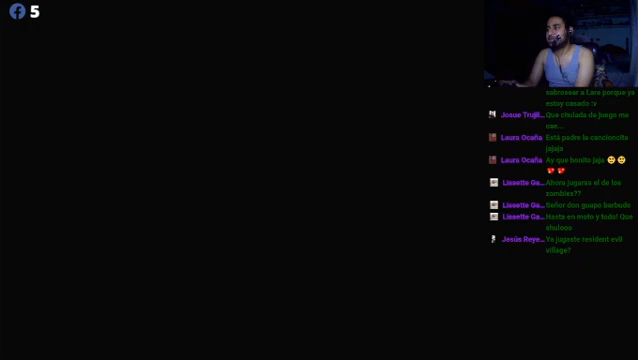 5
sabrosear a Lara porque ya
estoy casado :v
Josue Trujil... Que chulada de juego me
cae...
Laura Ocaña Está padre la cancioncita
jajaja
Laura Ocaña Ay que bonito jaja
Lissette Ga... Ahora jugaras el de los
zombies??
Lissette Ga... Señor don guapo barbudo
Lissette Ga... Hasta en moto y todo! Que
shulooo
Jesús Reye... Ya jugaste resident evil
village?